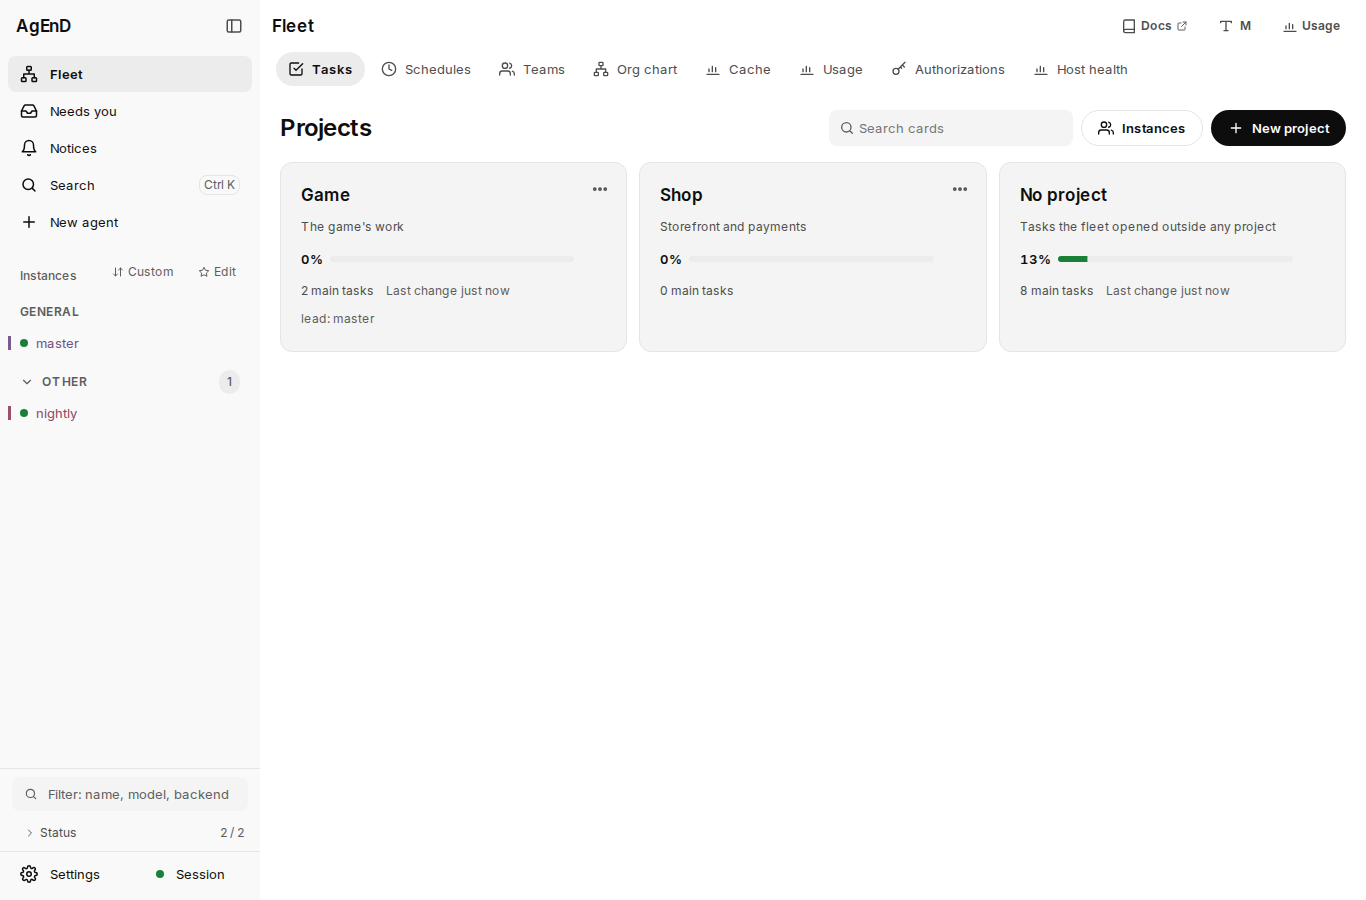 AgEnD
Fleet
Needs you
Notices
Search Ctrl K
New agent
Instances Custom Edit
GENERAL
master
OTHER 1
nightly
Filter: name, model, backend
Status 2 / 2
Settings Session
Fleet
Docs M Usage
Tasks Schedules Teams Org chart Cache Usage Authorizations Host health
Projects
Search cards Instances New project
Game
The game's work
0%
2 main tasks Last change just now
lead: master
Shop
Storefront and payments
0%
0 main tasks
No project
Tasks the fleet opened outside any project
13%
8 main tasks Last change just now